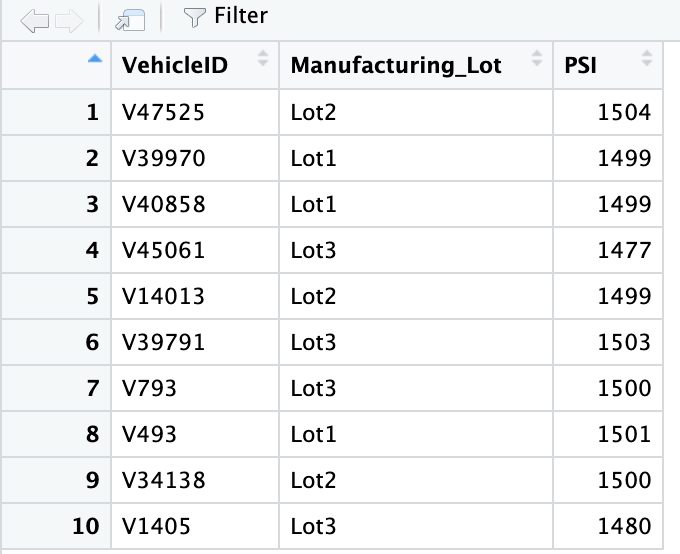 Filter
VehicleID Manufacturing_Lot PSI
1 V47525 Lot2 1504
2 V39970 Lot1 1499
3 V40858 Lot1 1499
4 V45061 Lot3 1477
5 V14013 Lot2 1499
6 V39791 Lot3 1503
7 V793 Lot3 1500
8 V493 Lot1 1501
9 V34138 Lot2 1500
10 V1405 Lot3 1480